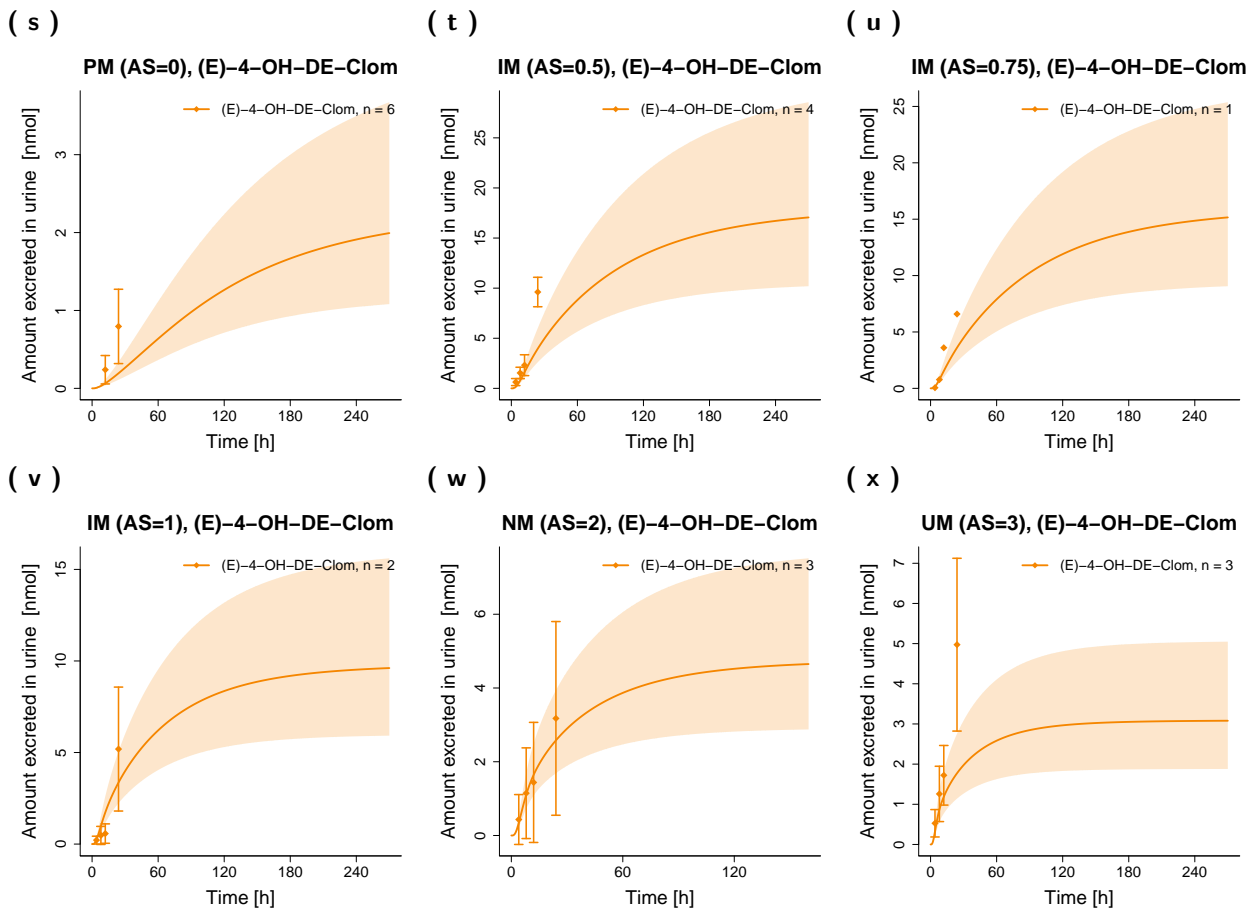 ( s )
PM (AS=0), (E)−4−OH−DE−Clom
(E)−4−OH−DE−Clom, n = 6
Amount excreted in urine [nmol]
3
2
1
0
0 60 120 180 240
Time [h]
( t )
IM (AS=0.5), (E)−4−OH−DE−Clom
(E)−4−OH−DE−Clom, n = 4
Amount excreted in urine [nmol]
25
20
15
10
5
0
0 60 120 180 240
Time [h]
( u )
IM (AS=0.75), (E)−4−OH−DE−Clom
(E)−4−OH−DE−Clom, n = 1
Amount excreted in urine [nmol]
25
20
15
10
5
0
0 60 120 180 240
Time [h]
( v )
IM (AS=1), (E)−4−OH−DE−Clom
(E)−4−OH−DE−Clom, n = 2
Amount excreted in urine [nmol]
15
10
5
0
0 60 120 180 240
Time [h]
( w )
NM (AS=2), (E)−4−OH−DE−Clom
(E)−4−OH−DE−Clom, n = 3
Amount excreted in urine [nmol]
6
4
2
0
0 60 120
Time [h]
( x )
UM (AS=3), (E)−4−OH−DE−Clom
(E)−4−OH−DE−Clom, n = 3
Amount excreted in urine [nmol]
7
6
5
4
3
2
1
0
0 60 120 180 240
Time [h]